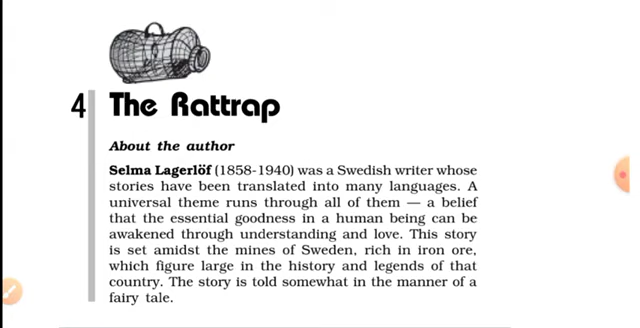 4 The Rattrap
About the author
Selma Lagerlöf (1858-1940) was a Swedish writer whose
stories have been translated into many languages. A
universal theme runs through all of them — a belief
that the essential goodness in a human being can be
awakened through understanding and love. This story
is set amidst the mines of Sweden, rich in iron ore,
which figure large in the history and legends of that
country. The story is told somewhat in the manner of a
fairy tale.